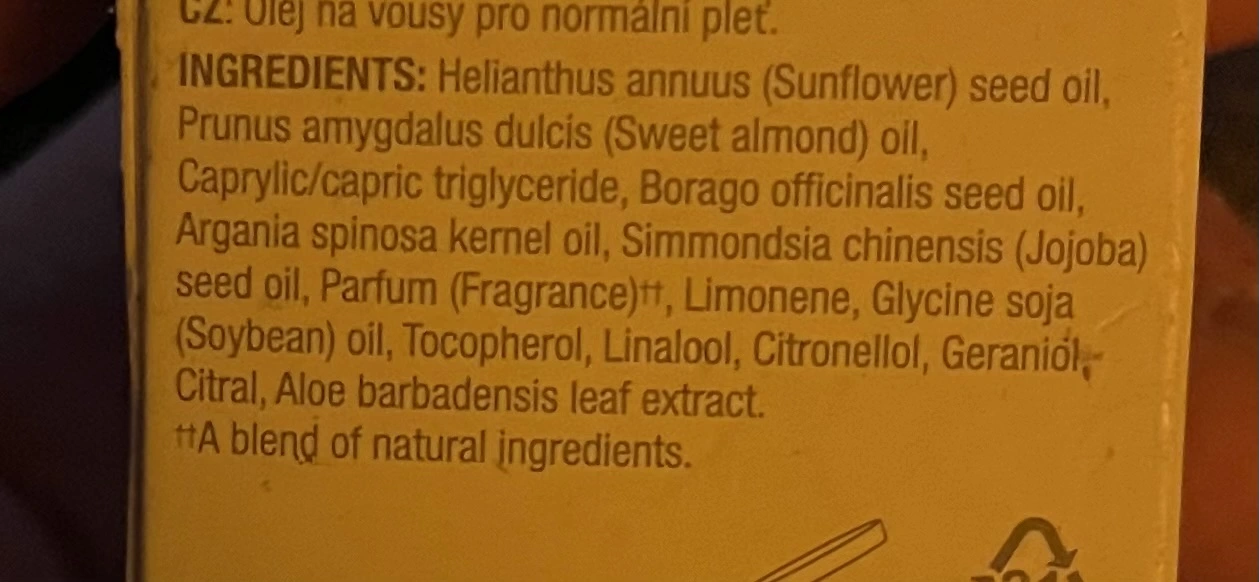 CZ: Olej na vousy pro normální pleť.
INGREDIENTS: Helianthus annuus (Sunflower) seed oil,
Prunus amygdalus dulcis (Sweet almond) oil,
Caprylic/capric triglyceride, Borago officinalis seed oil,
Argania spinosa kernel oil, Simmondsia chinensis (Jojoba)
seed oil, Parfum (Fragrance)††, Limonene, Glycine soja
(Soybean) oil, Tocopherol, Linalool, Citronellol, Geraniol,
Citral, Aloe barbadensis leaf extract.
††A blend of natural ingredients.